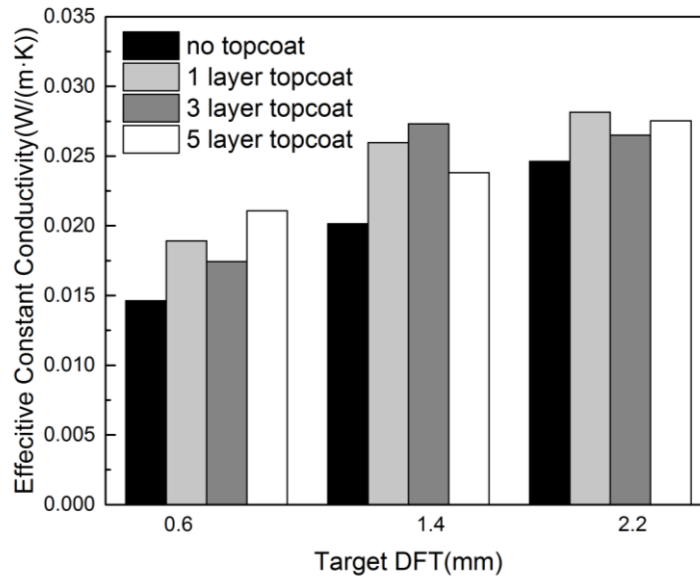 0.035
0.030
0.025
0.020
0.015
0.010
0.005
0.000
Effecitive Constant Conductivity(W/(m·K))
no topcoat
1 layer topcoat
3 layer topcoat
5 layer topcoat
0.6 1.4 2.2
Target DFT(mm)